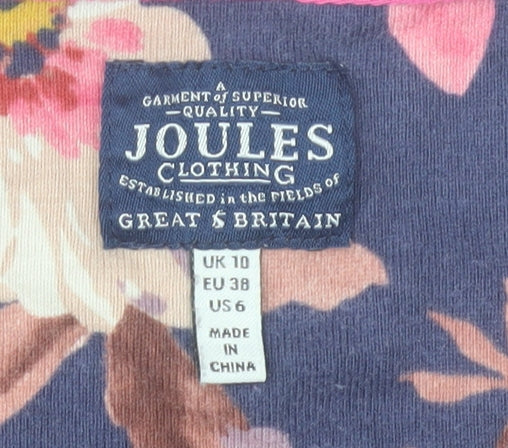 A
GARMENT of SUPERIOR
—QUALITY—
JOULES
CLOTHING
ESTABLISHED in the FIELDS OF
GREAT & BRITAIN
UK 10
EU 38
US 6
MADE
IN
CHINA